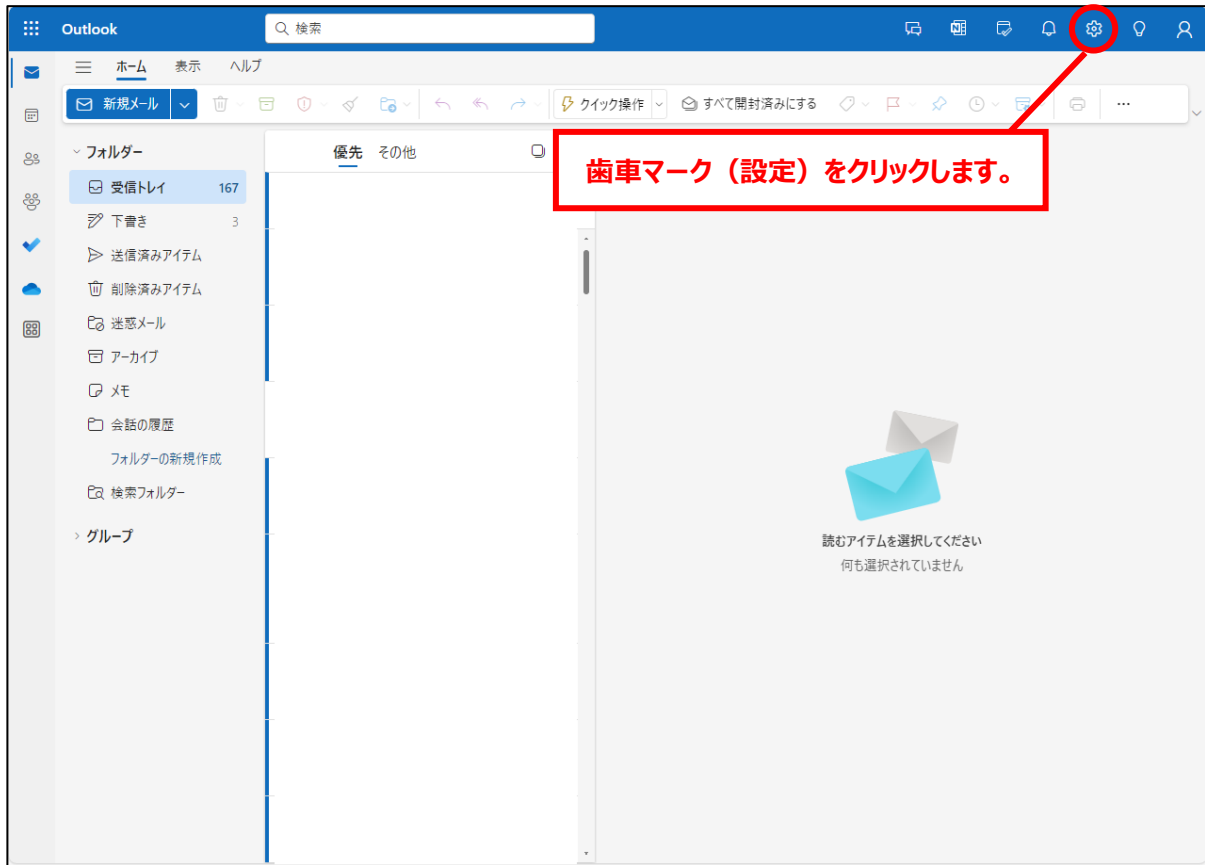 Outlook
検索
ホーム 表示 ヘルプ
新規メール
クイック操作
すべて開封済みにする
歯車マーク（設定）をクリックします。
フォルダー
受信トレイ 167
下書き 3
送信済みアイテム
削除済みアイテム
迷惑メール
アーカイブ
メモ
会話の履歴
フォルダーの新規作成
検索フォルダー
グループ
優先 その他
読むアイテムを選択してください
何も選択されていません